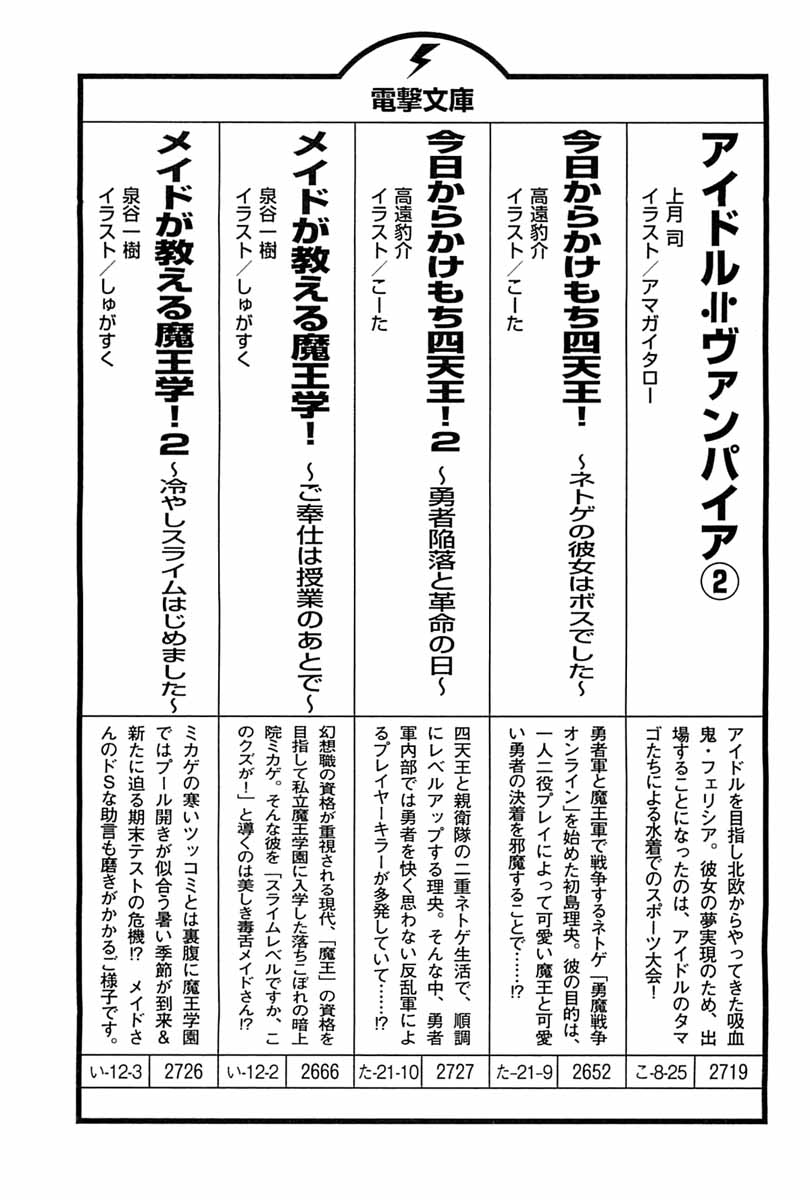 電撃文庫
アイドル⇌ヴァンパイア②
上月 司
イラスト/アマガイタロー
アイドルを目指し北欧からやってきた吸血
鬼・フェリシア。彼女の夢実現のため、出
場することになったのは、アイドルのタマ
ゴたちによる水着でのスポーツ大会！
こ-8-25
2719
今日からかけもち四天王！ ～ネトゲの彼女はボスでした～
高遠豹介
イラスト/こーた
勇者軍と魔王軍で戦争するネトゲ「勇魔戦争
オンライン」を始めた初島理央。彼の目的は、
一人二役プレイによって可愛い魔王と可愛
い勇者の決着を邪魔することで……!?
た-21-9
2652
今日からかけもち四天王！2 ～勇者陥落と革命の日～
高遠豹介
イラスト/こーた
四天王と親衛隊の二重ネトゲ生活で、順調
にレベルアップする理央。そんな中、勇者
軍内部では勇者を快く思わない反乱軍によ
るプレイヤーキラーが多発していて……!?
た-21-10
2727
メイドが教える魔王学！ ～ご奉仕は授業のあとで～
泉谷一樹
イラスト/しゅがすく
幻想職の資格が重視される現代、「魔王」の資格を
目指して私立魔王学園に入学した落ちこぼれの暗上
院ミカゲ。そんな彼を「スライムレベルですか、こ
のクズが！」と導くのは美しき毒舌メイドさん!?
い-12-2
2666
メイドが教える魔王学！2 ～冷やしスライムはじめました～
泉谷一樹
イラスト/しゅがすく
ミカゲの寒いツッコミとは裏腹に魔王学園
ではプール開きが似合う暑い季節が到来＆
新たに迫る期末テストの危機!? メイドさ
んのドSな助言も磨きがかかるご様子です。
い-12-3
2726